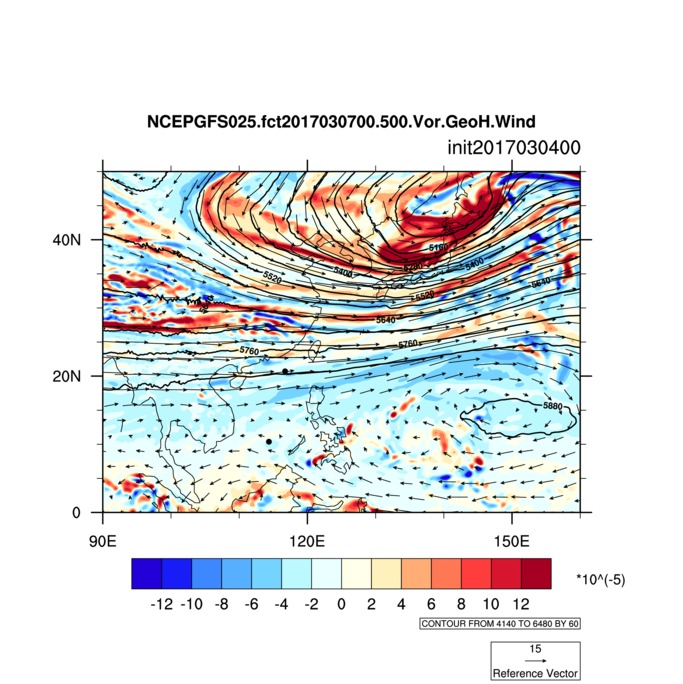 NCEPGFS025.fct2017030700.500.Vor.GeoH.Wind
init2017030400
40N
20N
0
90E 120E 150E
5160
5280
5400
5400
5520
5520
5640
5640
5760
5760
5880
-12 -10 -8 -6 -4 -2 0 2 4 6 8 10 12
*10^(-5)
CONTOUR FROM 4140 TO 6480 BY 60
15
Reference Vector